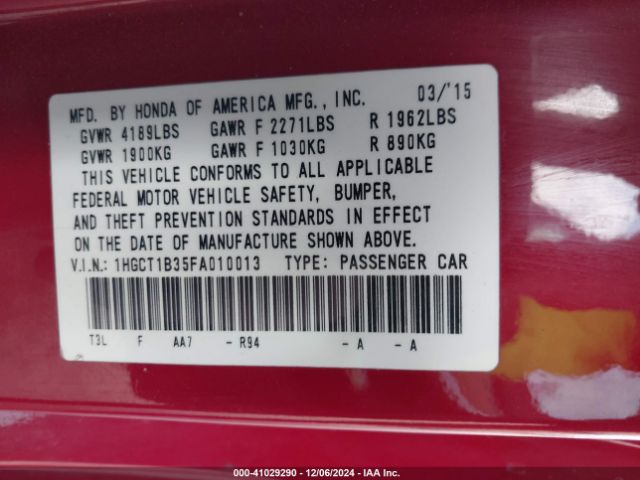 MFD. BY HONDA OF AMERICA MFG., INC. 03/'15
GVWR 4189LBS GAWR F 2271LBS R 1962LBS
GVWR 1900KG GAWR F 1030KG R 890KG
THIS VEHICLE CONFORMS TO ALL APPLICABLE
FEDERAL MOTOR VEHICLE SAFETY, BUMPER,
AND THEFT PREVENTION STANDARDS IN EFFECT
ON THE DATE OF MANUFACTURE SHOWN ABOVE.
V.I.N.: 1HGCT1B35FA010013 TYPE: PASSENGER CAR
T3L F AA7 - R94 - A - A
000-41029290 - 12/06/2024 - IAA Inc.